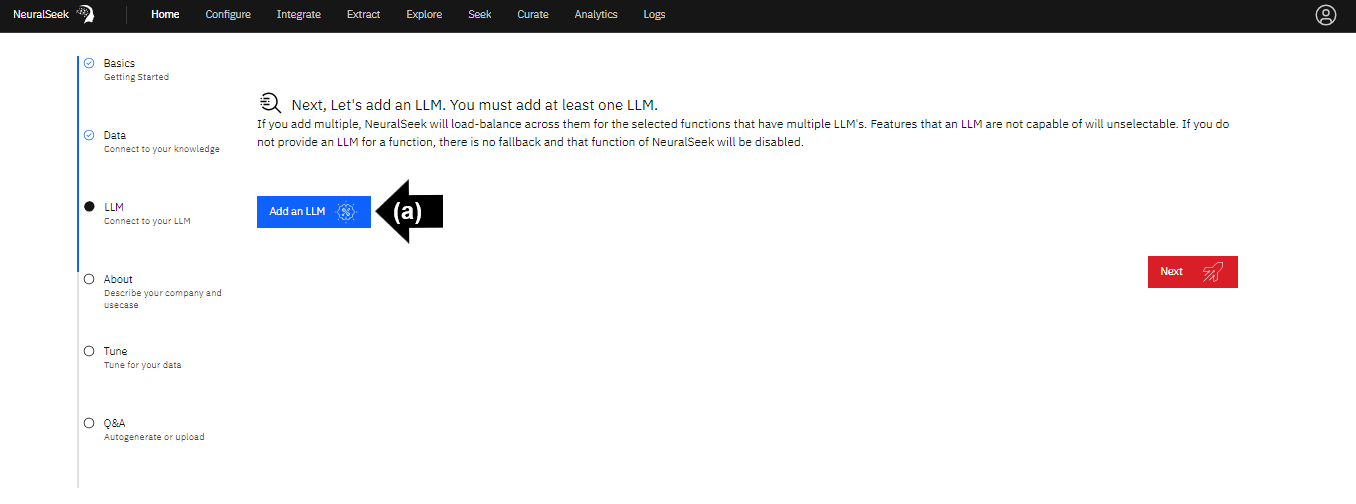 NeuralSeek
Home Configure Integrate Extract Explore Seek Curate Analytics Logs
Basics
Getting Started
Data
Connect to your knowledge
LLM
Connect to your LLM
About
Describe your company and
usecase
Tune
Tune for your data
Q&A
Autogenerate or upload
Next, Let's add an LLM. You must add at least one LLM.
If you add multiple, NeuralSeek will load-balance across them for the selected functions that have multiple LLM's. Features that an LLM are not capable of will unselectable. If you do
not provide an LLM for a function, there is no fallback and that function of NeuralSeek will be disabled.
Add an LLM
(a)
Next